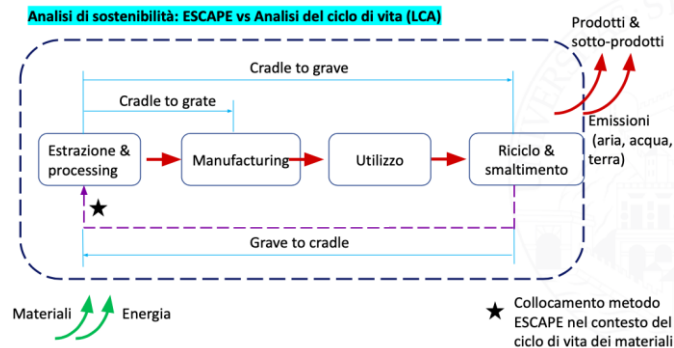 Analisi di sostenibilità: ESCAPE vs Analisi del ciclo di vita (LCA)
Prodotti &
sotto-prodotti
Cradle to grave
Cradle to grate
Emissioni
(aria, acqua,
terra)
Estrazione &
processing
Manufacturing
Utilizzo
Riciclo &
smaltimento
Grave to cradle
Materiali
Energia
Collocamento metodo
ESCAPE nel contesto del
ciclo di vita dei materiali